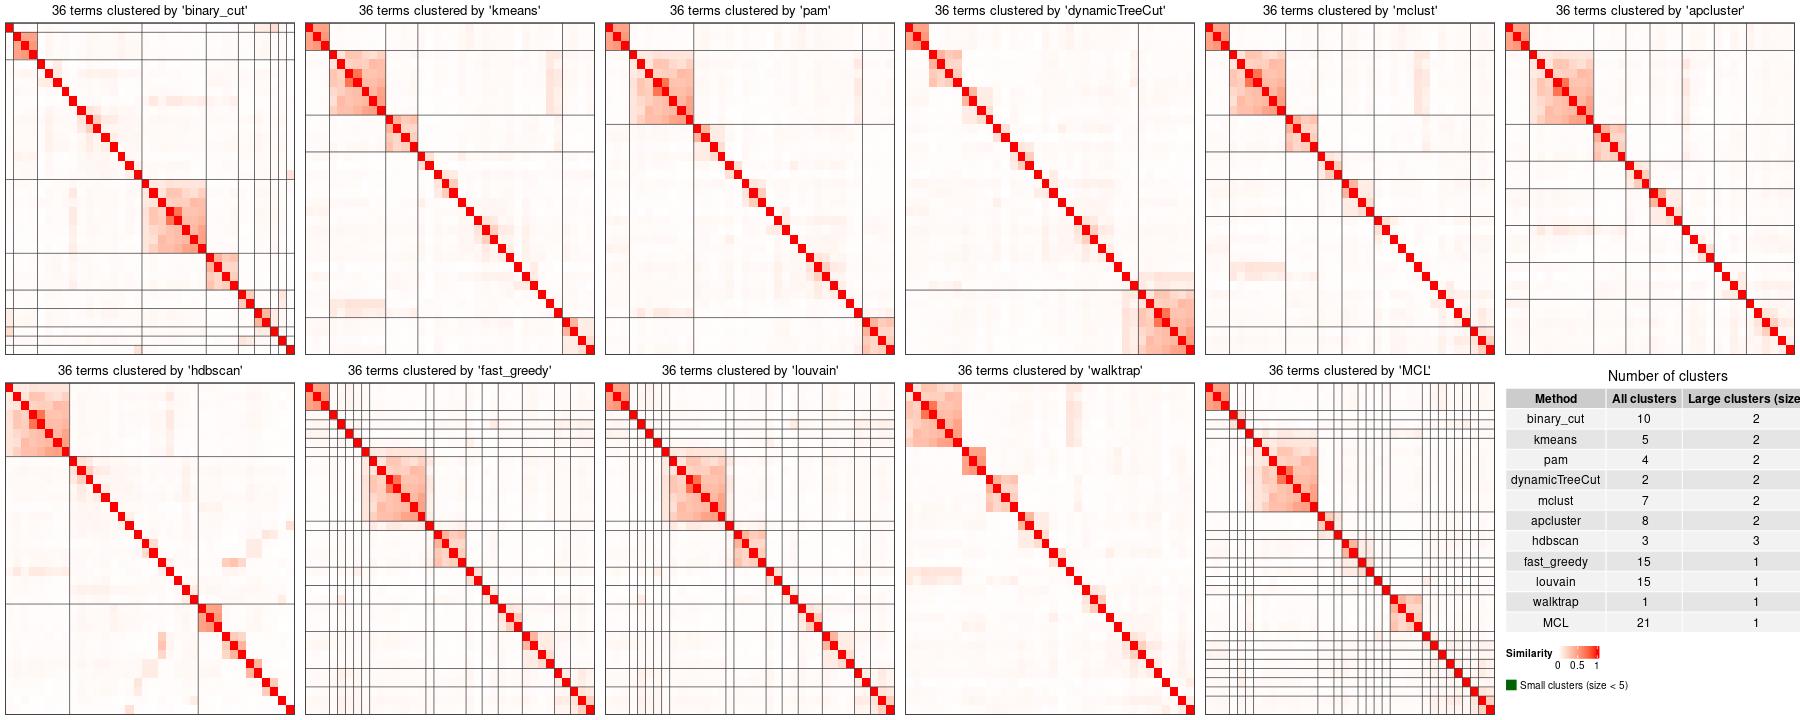 36 terms clustered by 'binary_cut'
36 terms clustered by 'kmeans'
36 terms clustered by 'pam'
36 terms clustered by 'dynamicTreeCut'
36 terms clustered by 'mclust'
36 terms clustered by 'apcluster'
36 terms clustered by 'hdbscan'
36 terms clustered by 'fast_greedy'
36 terms clustered by 'louvain'
36 terms clustered by 'walktrap'
36 terms clustered by 'MCL'
Number of clusters
Method All clusters Large clusters (size
binary_cut 10 2
kmeans 5 2
pam 4 2
dynamicTreeCut 2 2
mclust 7 2
apcluster 8 2
hdbscan 3 3
fast_greedy 15 1
louvain 15 1
walktrap 1 1
MCL 21 1
Similarity
0 0.5 1
Small clusters (size < 5)